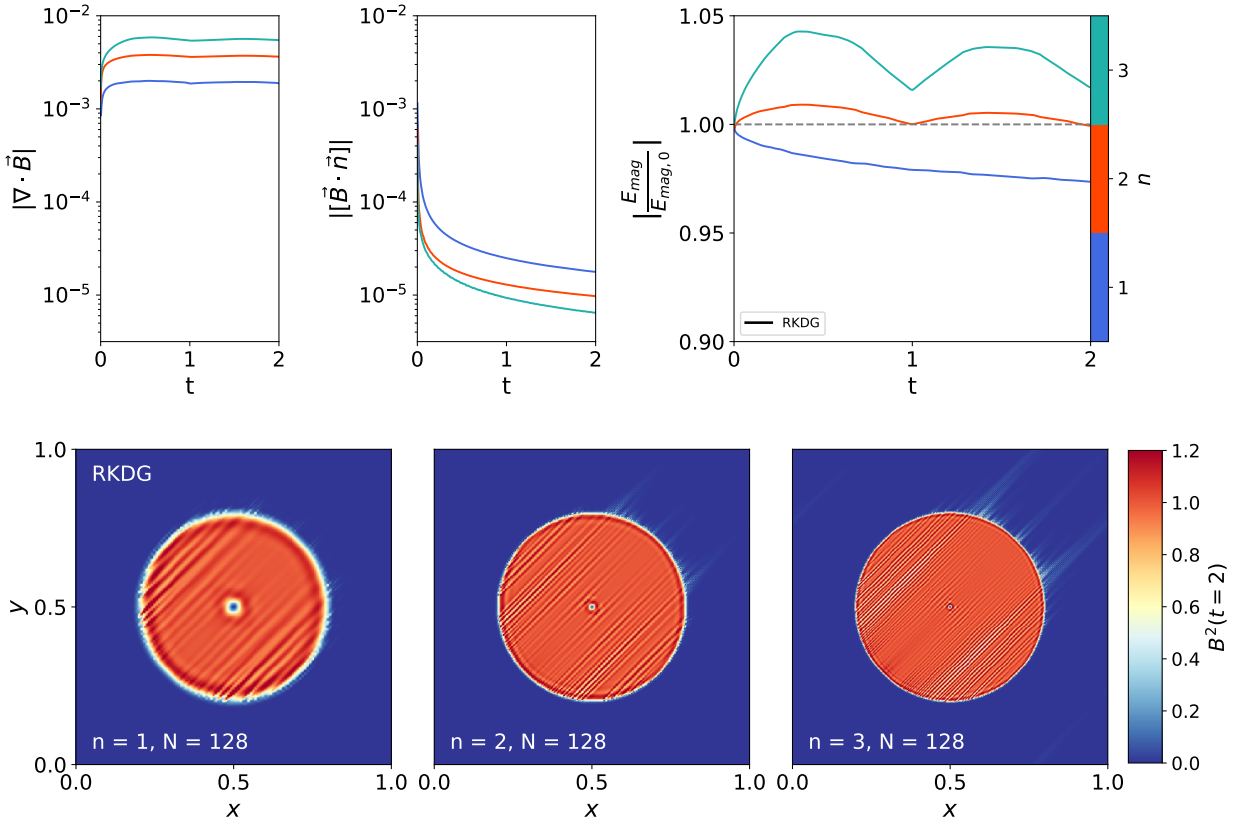 10⁻² 10⁻² 1.05
10⁻³ 10⁻³ 1.00
10⁻⁴ 10⁻⁴ 0.95
10⁻⁵ 10⁻⁵ 0.90
|∇ · B⃗|
|[B⃗ · n⃗]|
|E_mag / E_mag, 0|
3
2
1
n
RKDG
0 1 2 0 1 2 0 1 2
t t t
1.0
0.5
0.0
y
RKDG
n = 1, N = 128
n = 2, N = 128
n = 3, N = 128
0.0 0.5 1.0 0.0 0.5 1.0 0.0 0.5 1.0
x x x
1.2
1.0
0.8
0.6
0.4
0.2
0.0
B²(t = 2)